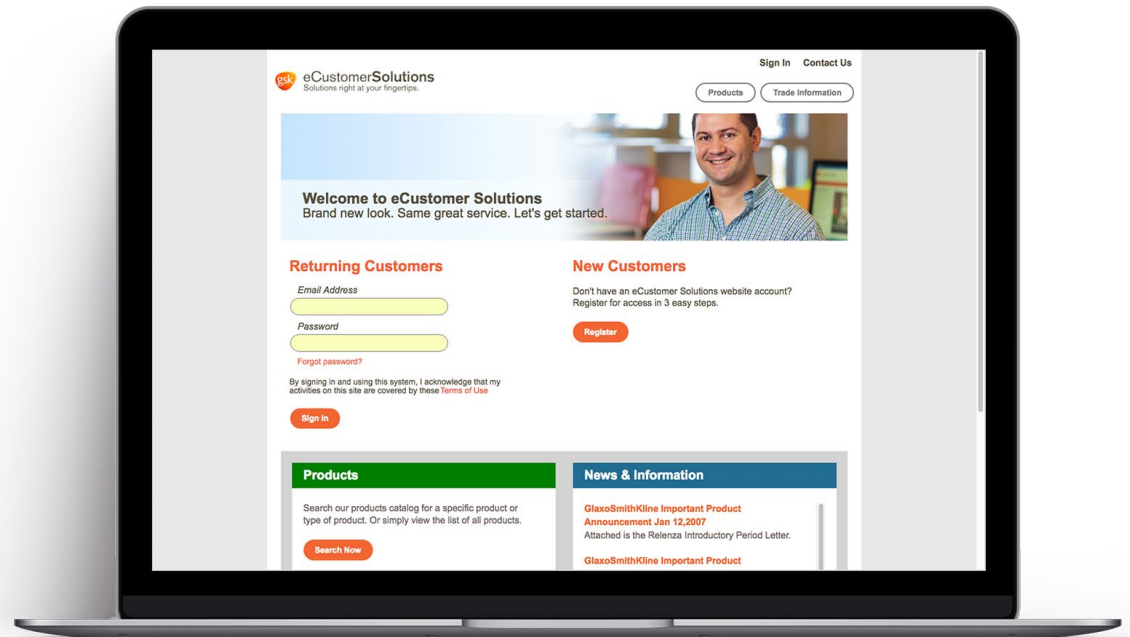 Sign In Contact Us
gsk eCustomerSolutions
Solutions right at your fingertips.
Products Trade Information
Welcome to eCustomer Solutions
Brand new look. Same great service. Let's get started.
Returning Customers
Email Address
Password
Forgot password?
By signing in and using this system, I acknowledge that my
activities on this site are covered by these Terms of Use
Sign In
New Customers
Don't have an eCustomer Solutions website account?
Register for access in 3 easy steps.
Register
Products
Search our products catalog for a specific product or
type of product. Or simply view the list of all products.
Search Now
News & Information
GlaxoSmithKline Important Product
Announcement Jan 12,2007
Attached is the Relenza Introductory Period Letter.
GlaxoSmithKline Important Product